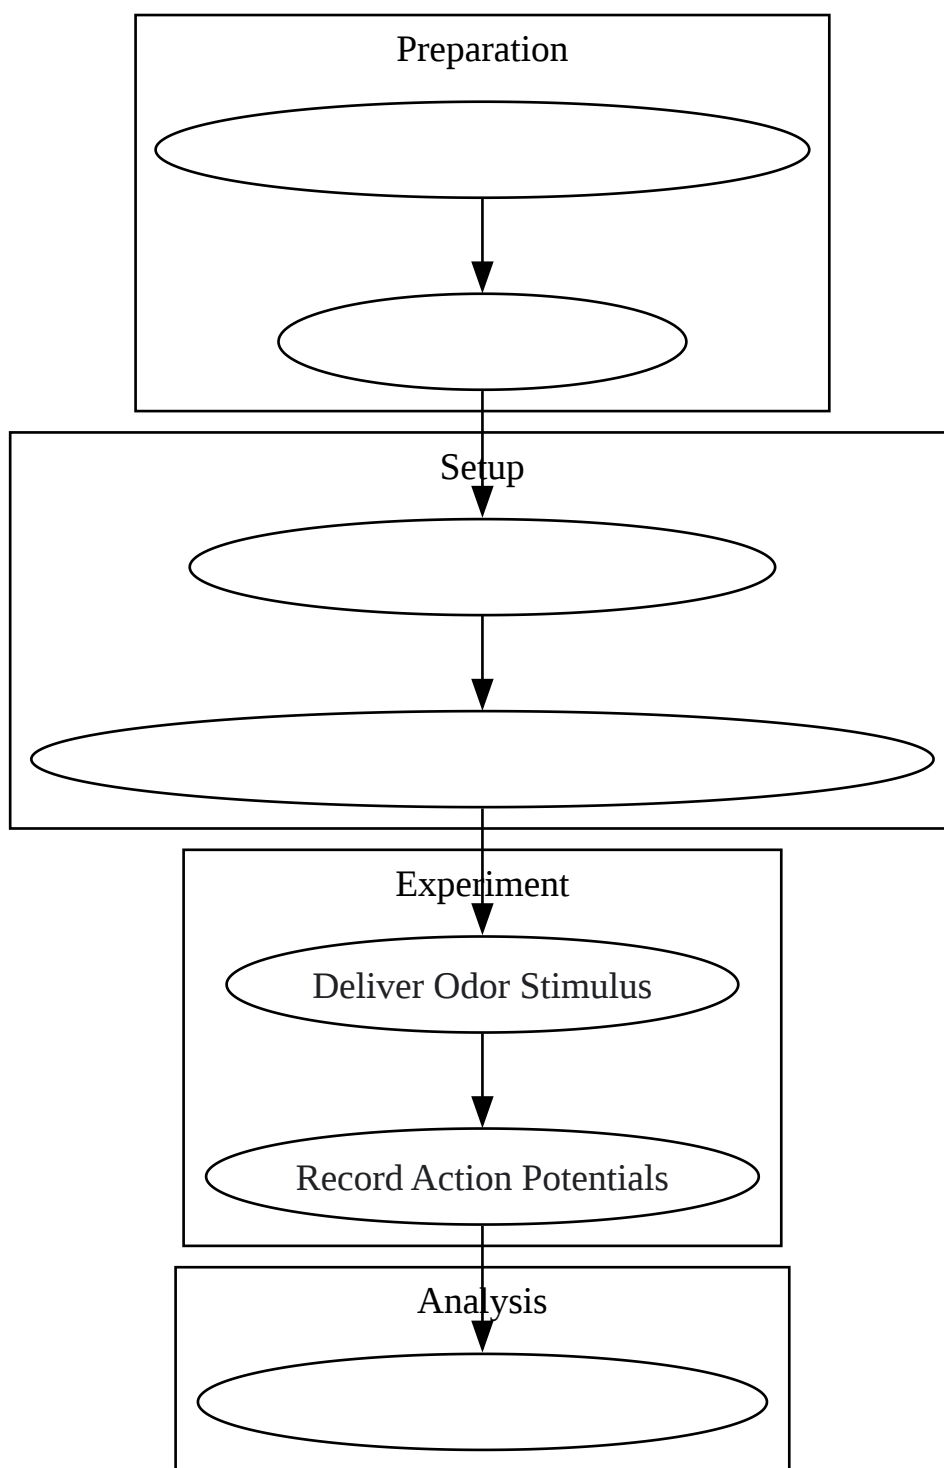 Preparation
Setup
Experiment
Deliver Odor Stimulus
Record Action Potentials
Analysis